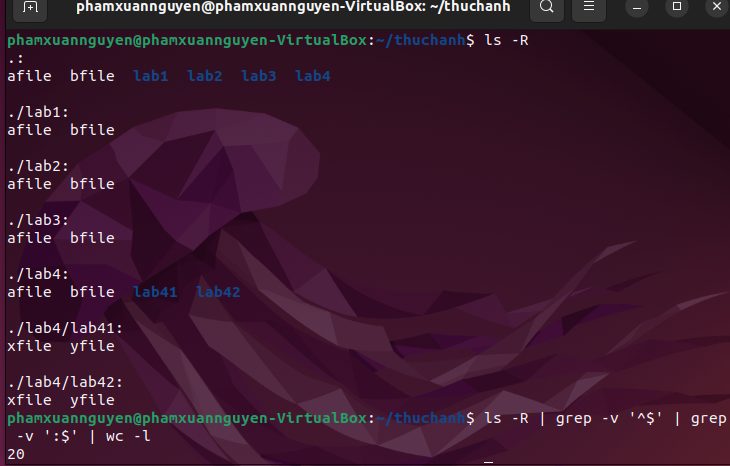 phamxuannguyen@phamxuannguyen-VirtualBox: ~/thuchanh
phamxuannguyen@phamxuannguyen-VirtualBox:~/thuchanh$ ls -R
.:
afile  bfile  lab1  lab2  lab3  lab4
./lab1:
afile  bfile
./lab2:
afile  bfile
./lab3:
afile  bfile
./lab4:
afile  bfile  lab41  lab42
./lab4/lab41:
xfile  yfile
./lab4/lab42:
xfile  yfile
phamxuannguyen@phamxuannguyen-VirtualBox:~/thuchanh$ ls -R | grep -v '^$' | grep
-v ':$' | wc -l
20